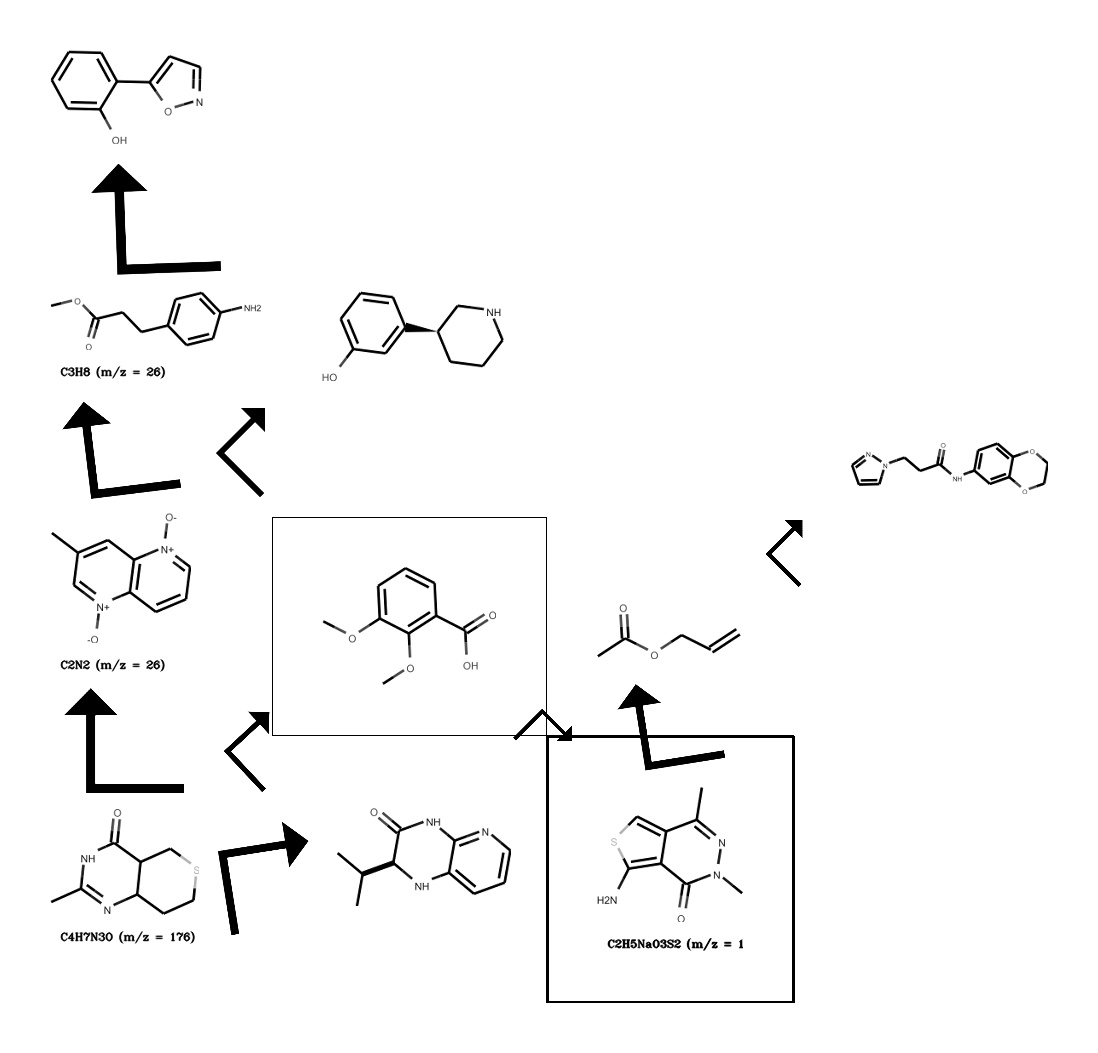 O
N
OH
O
O
NH2
C3H8 (m/z = 26)
NH
HO
N
N
O
NH
O
O
O-
N+
N+
-O
C2N2 (m/z = 26)
O
OH
O
O
O
O
O
NH
S
N
C4H7N3O (m/z = 176)
O
NH
N
NH
S
N
N
H2N
O
C2H5NaO3S2 (m/z = 1